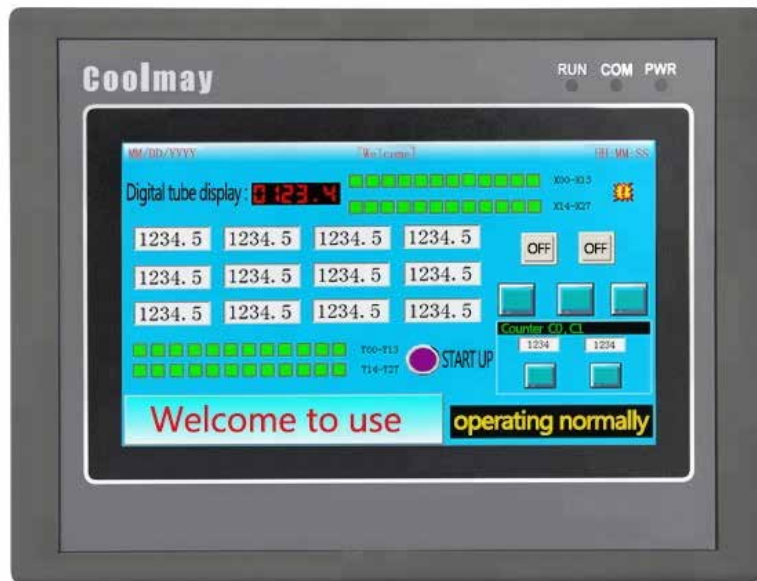 Coolmay
RUN COM PWR
MM/DD/YYYY [Welcome] HH:MM:SS
Digital tube display : 0123.4
X00-X13
X14-X27
1234.5 1234.5 1234.5 1234.5
OFF OFF
1234.5 1234.5 1234.5 1234.5
1234.5 1234.5 1234.5 1234.5
Counter C0,C1
1234 1234
Y00-Y13
Y14-Y27
START UP
Welcome to use
operating normally